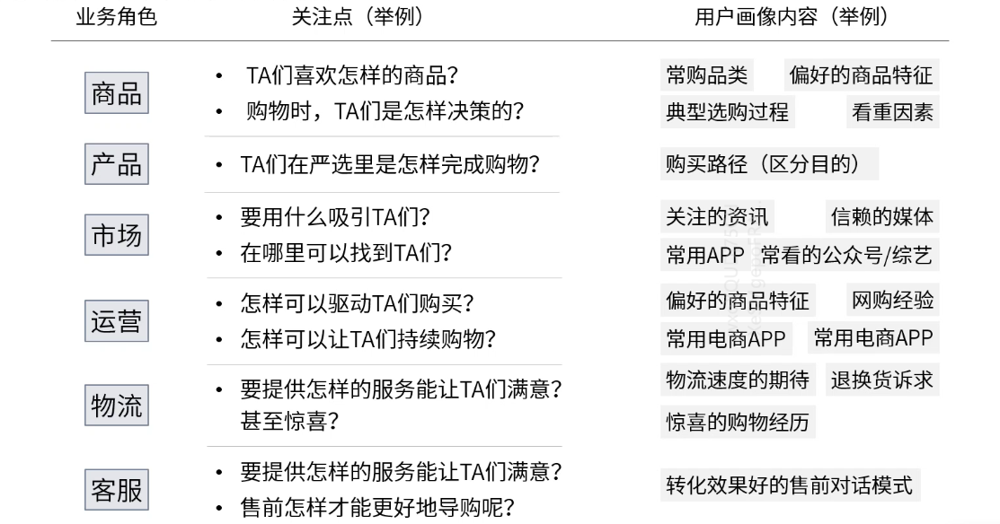 业务角色 关注点（举例） 用户画像内容（举例）
商品
• TA们喜欢怎样的商品？
• 购物时，TA们是怎样决策的？
常购品类 偏好的商品特征
典型选购过程 看重因素
产品
• TA们在严选里是怎样完成购物？
购买路径（区分目的）
市场
• 要用什么吸引TA们？
• 在哪里可以找到TA们？
关注的资讯 信赖的媒体
常用APP 常看的公众号/综艺
运营
• 怎样可以驱动TA们购买？
• 怎样可以让TA们持续购物？
偏好的商品特征 网购经验
常用电商APP 常用电商APP
物流
• 要提供怎样的服务能让TA们满意？
甚至惊喜？
物流速度的期待 退换货诉求
惊喜的购物经历
客服
• 要提供怎样的服务能让TA们满意？
• 售前怎样才能更好地导购呢？
转化效果好的售前对话模式